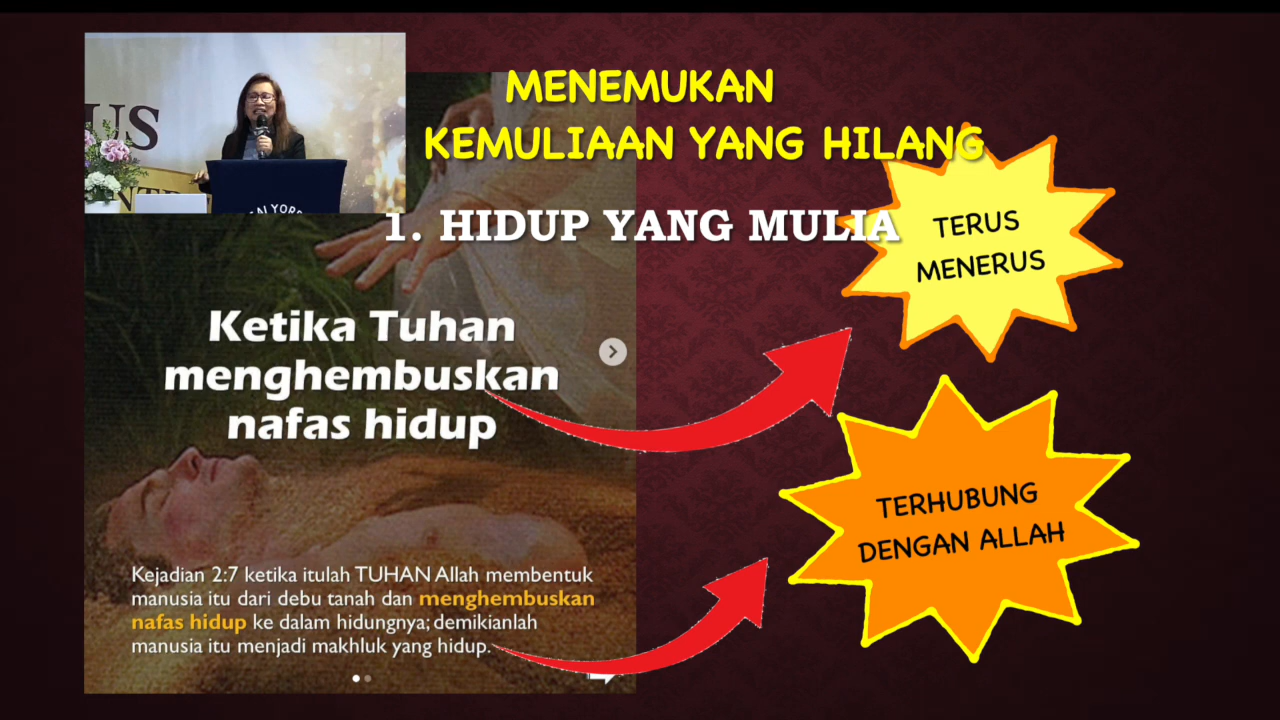 MENEMUKAN
KEMULIAAN YANG HILANG
1. HIDUP YANG MULIA
TERUS
MENERUS
Ketika Tuhan
menghembuskan
nafas hidup
TERHUBUNG
DENGAN ALLAH
Kejadian 2:7 ketika itulah TUHAN Allah membentuk
manusia itu dari debu tanah dan menghembuskan
nafas hidup ke dalam hidungnya; demikianlah
manusia itu menjadi makhluk yang hidup.